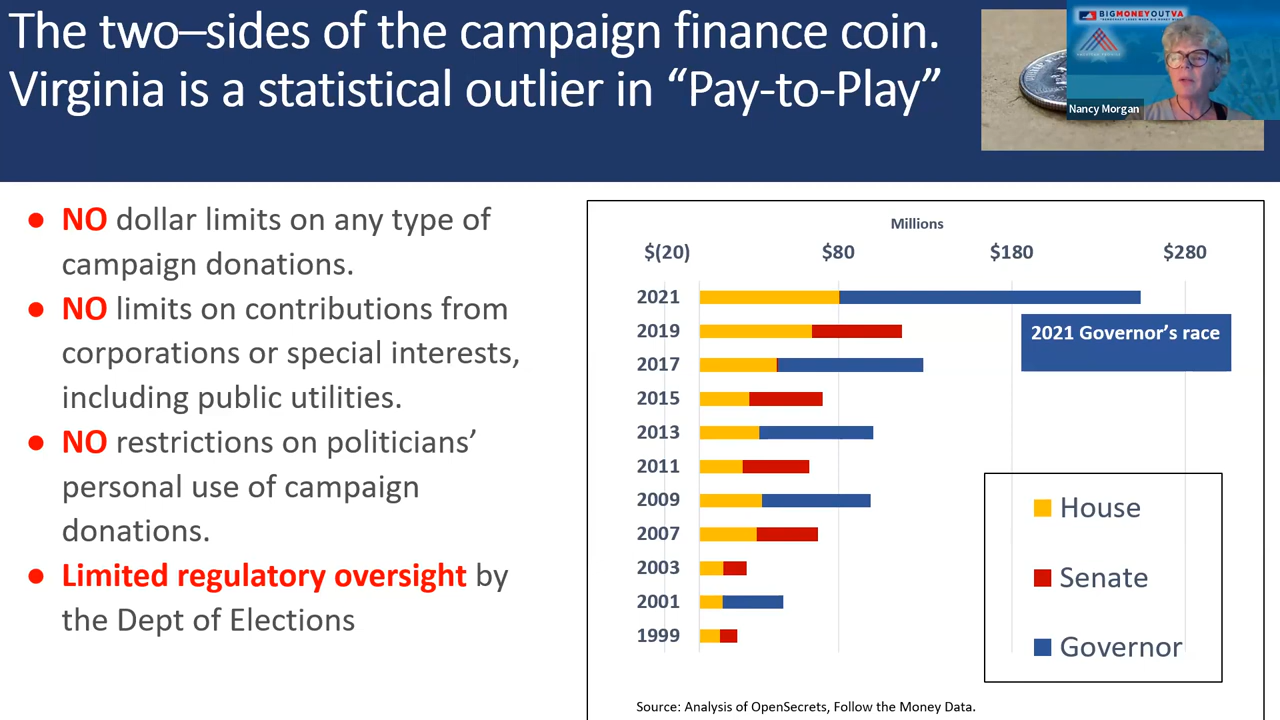 The two–sides of the campaign finance coin.
Virginia is a statistical outlier in “Pay-to-Play”
BIGMONEYOUTVA
Nancy Morgan
● NO dollar limits on any type of
campaign donations.
● NO limits on contributions from
corporations or special interests,
including public utilities.
● NO restrictions on politicians’
personal use of campaign
donations.
● Limited regulatory oversight by
the Dept of Elections
Millions
$(20) $80 $180 $280
2021
2019
2017
2015
2013
2011
2009
2007
2003
2001
1999
2021 Governor’s race
House
Senate
Governor
Source: Analysis of OpenSecrets, Follow the Money Data.